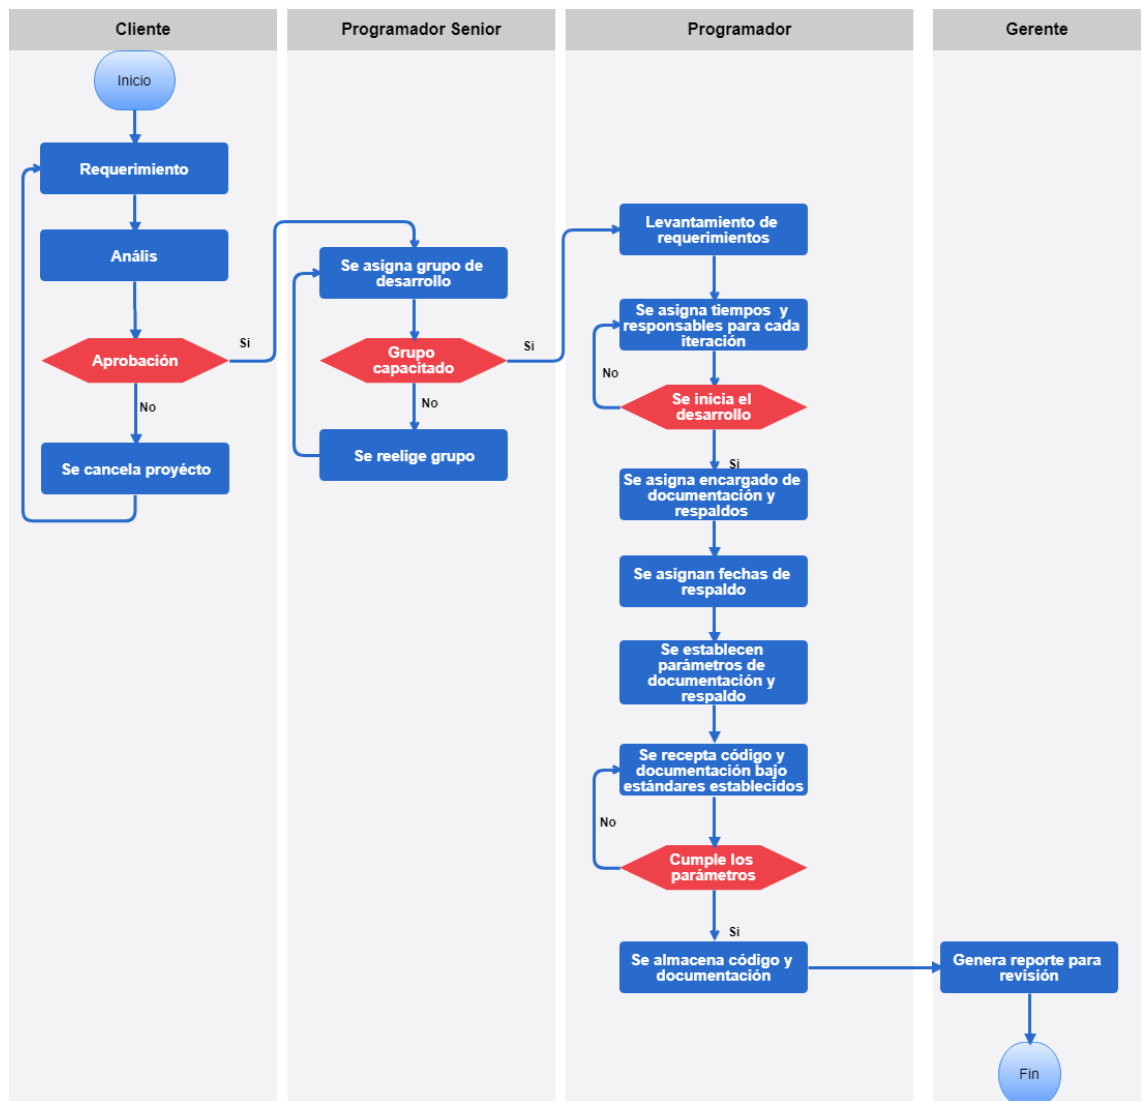 Cliente
Programador Senior
Programador
Gerente
Inicio
Requerimiento
Anális
Aprobación
Si
No
Se cancela proyécto
Se asigna grupo de
desarrollo
Grupo
capacitado
Si
No
Se reelige grupo
Levantamiento de
requerimientos
Se asigna tiempos y
responsables para cada
iteración
No
Se inicia el
desarrollo
Si
Se asigna encargado de
documentación y
respaldos
Se asignan fechas de
respaldo
Se establecen
parámetros de
documentación y
respaldo
Se recepta código y
documentación bajo
estándares establecidos
No
Cumple los
parámetros
Si
Se almacena código y
documentación
Genera reporte para
revisión
Fin